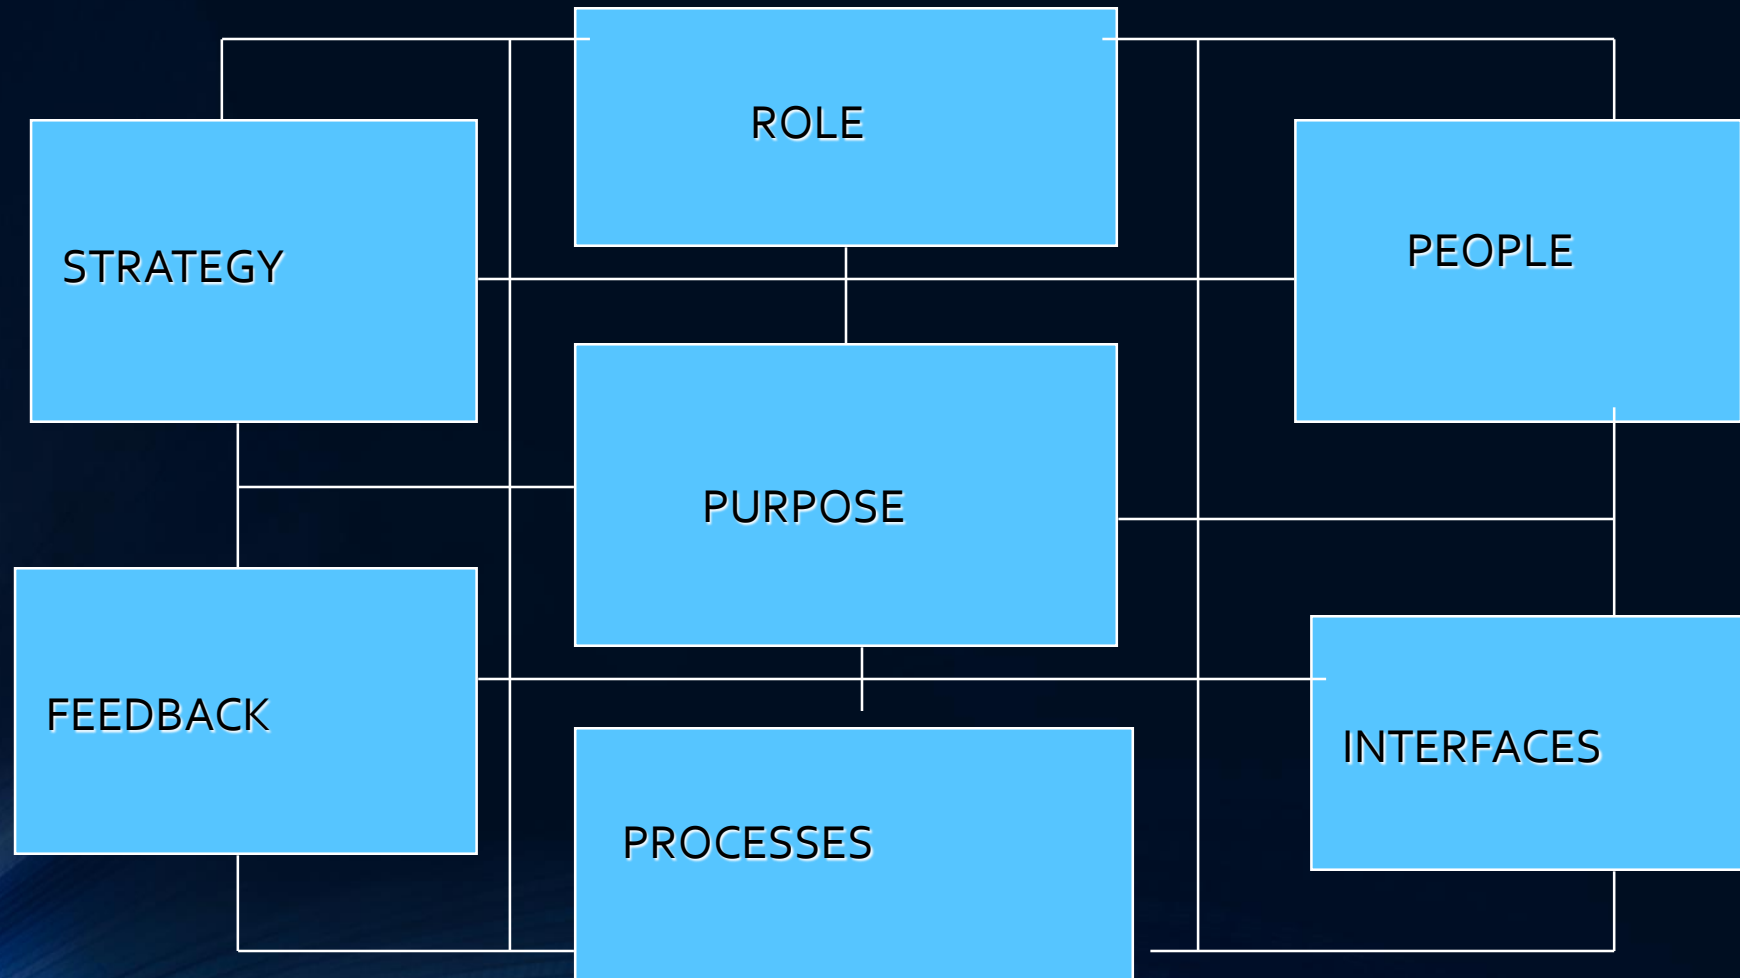 ROLE
STRATEGY
PEOPLE
PURPOSE
FEEDBACK
INTERFACES
PROCESSES